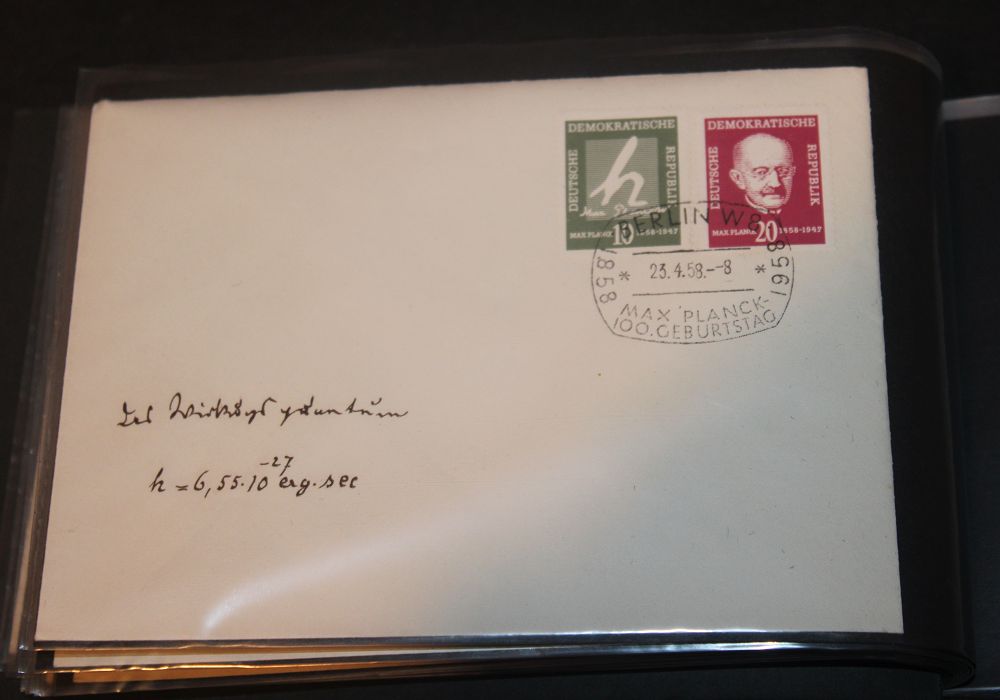 DEUTSCHE DEMOKRATISCHE REPUBLIK
h
Max
MAX PLANCK 10 1858-1947
DEUTSCHE DEMOKRATISCHE REPUBLIK
MAX PLANCK 20 1858-1947
BERLIN W8
1858 * 23.4.58.--8 * 1958
MAX PLANCK-
100. GEBURTSTAG
Das Wirkungsquantum
h = 6,55·10⁻²⁷ erg·sec